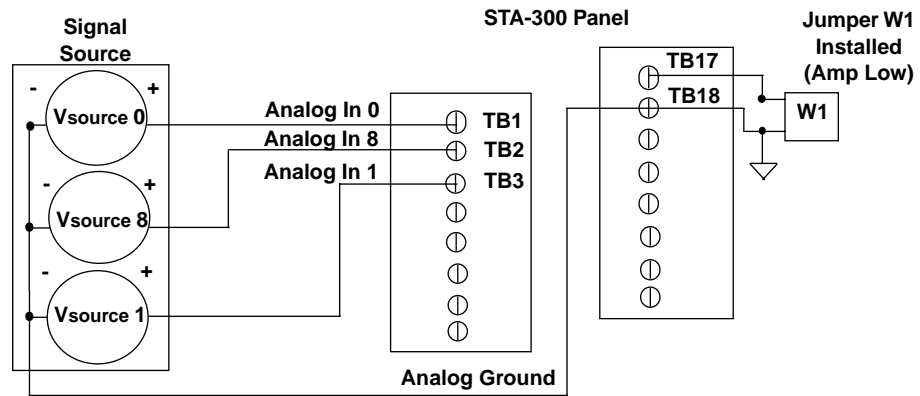 STA-300 Panel
Signal
Source
Jumper W1
Installed
(Amp Low)
- +
Vsource 0
Analog In 0
TB1
TB17
TB18
W1
Analog In 8
TB2
Analog In 1
TB3
- +
Vsource 8
- +
Vsource 1
Analog Ground